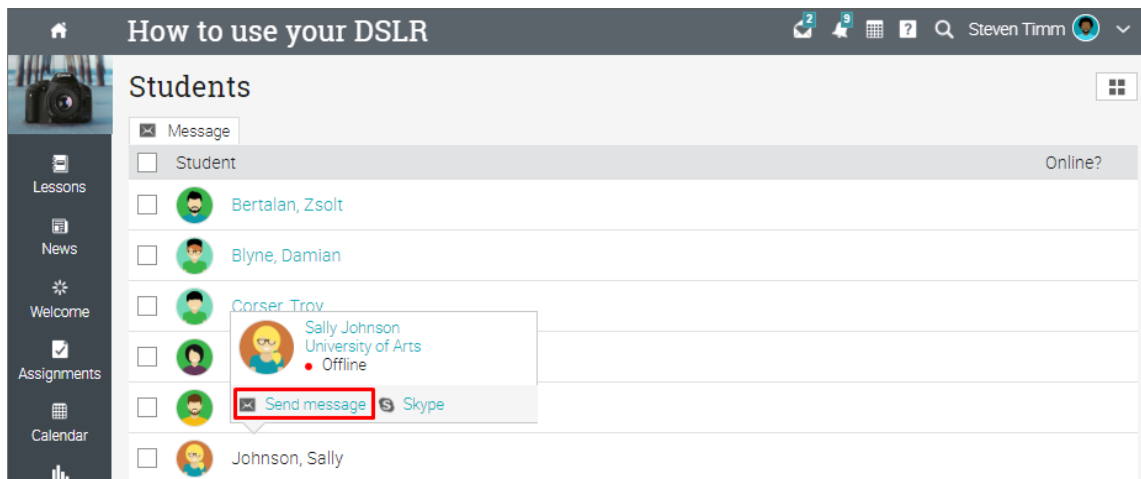 How to use your DSLR
2
9
?
Steven Timm
Students
Message
Student Online?
Lessons
Bertalan, Zsolt
News
Blyne, Damian
Welcome
Corser, Troy
Sally Johnson
University of Arts
Offline
Assignments
Send message
Skype
Calendar
Johnson, Sally